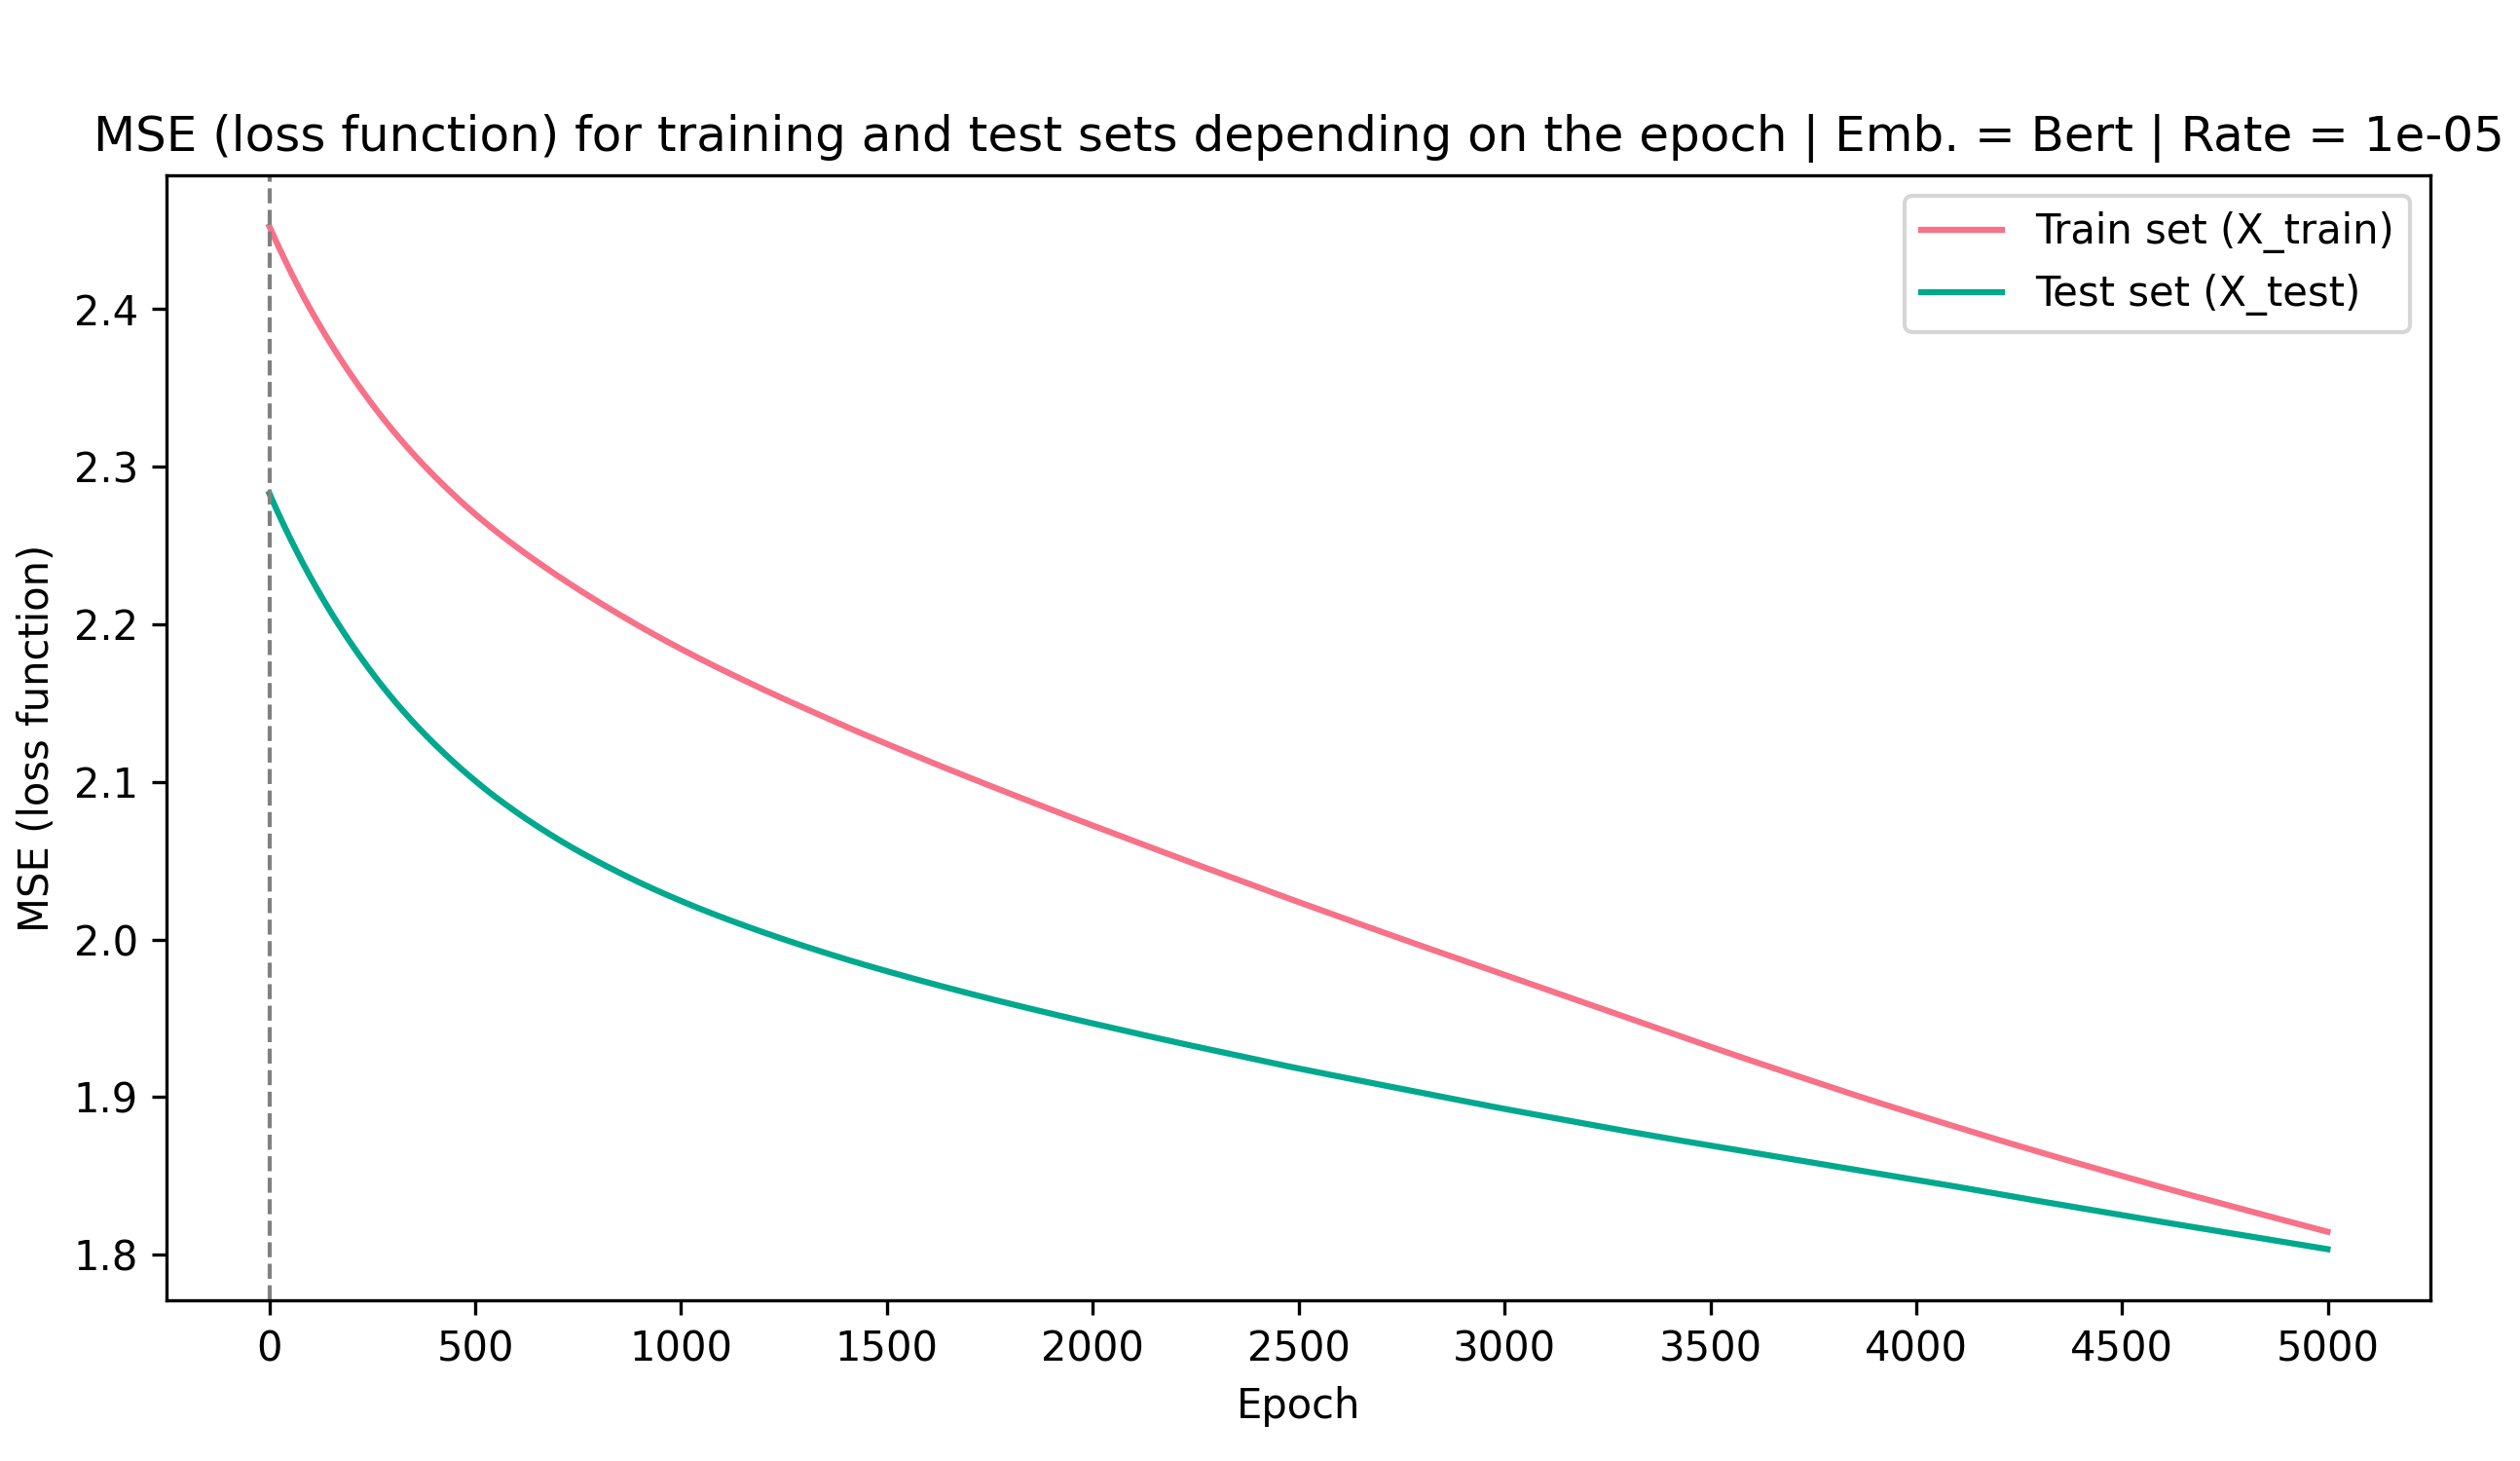 MSE (loss function) for training and test sets depending on the epoch | Emb. = Bert | Rate = 1e-05
Train set (X_train)
Test set (X_test)
MSE (loss function)
2.4
2.3
2.2
2.1
2.0
1.9
1.8
0 500 1000 1500 2000 2500 3000 3500 4000 4500 5000
Epoch